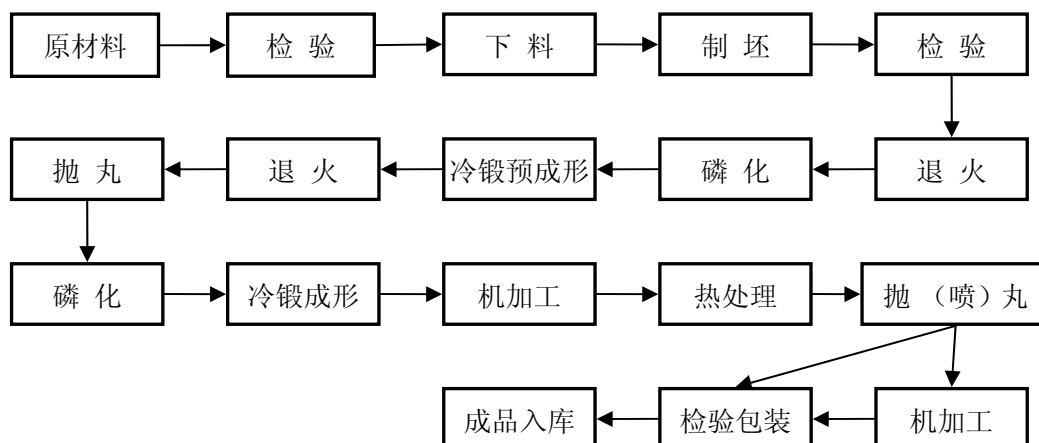 原材料
检 验
下 料
制 坯
检 验
退 火
磷 化
冷锻预成形
退 火
抛 丸
磷 化
冷锻成形
机加工
热处理
抛 （喷）丸
机加工
检验包装
成品入库